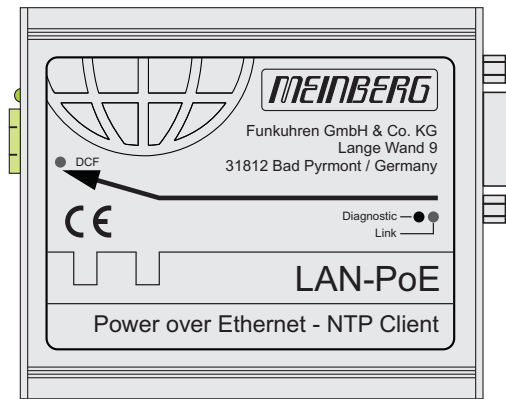 MEINBERG
Funkuhren GmbH & Co. KG
Lange Wand 9
31812 Bad Pyrmont / Germany
DCF
CE
Diagnostic
Link
LAN-PoE
Power over Ethernet - NTP Client